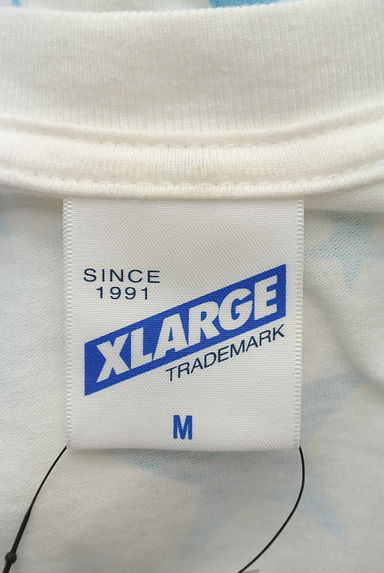 SINCE
1991
XLARGE
TRADEMARK
M